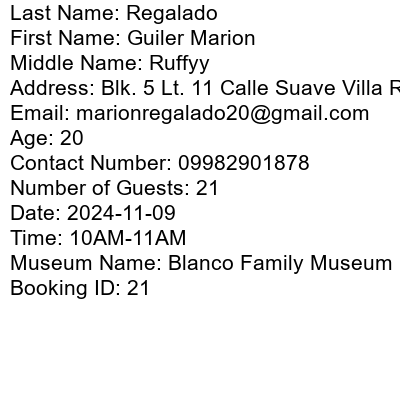 Last Name: Regalado
First Name: Guiler Marion
Middle Name: Ruffyy
Address: Blk. 5 Lt. 11 Calle Suave Villa
Email: marionregalado20@gmail.com
Age: 20
Contact Number: 09982901878
Number of Guests: 21
Date: 2024-11-09
Time: 10AM-11AM
Museum Name: Blanco Family Museum
Booking ID: 21